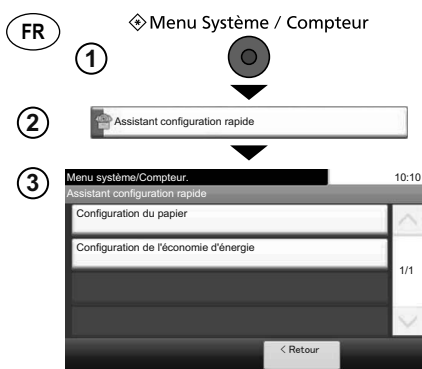 FR
Menu Système / Compteur
1
2
Assistant configuration rapide
3
Menu système/Compteur.
10:10
Assistant configuration rapide
Configuration du papier
Configuration de l'économie d'énergie
1/1
< Retour